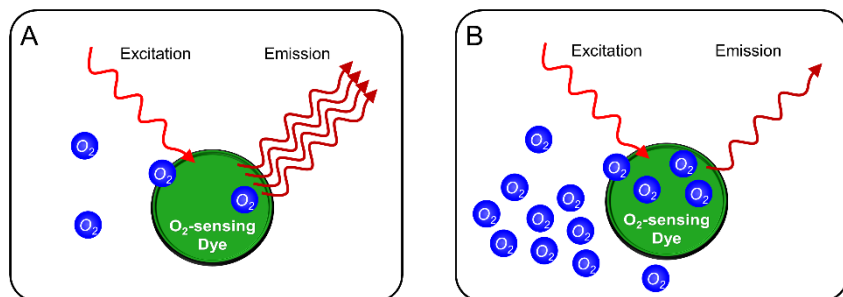 A
Excitation
Emission
O₂
O₂
O₂
O₂
O₂-sensing
Dye
B
Excitation
Emission
O₂
O₂
O₂
O₂
O₂
O₂
O₂
O₂
O₂
O₂
O₂
O₂
O₂
O₂
O₂-sensing
Dye